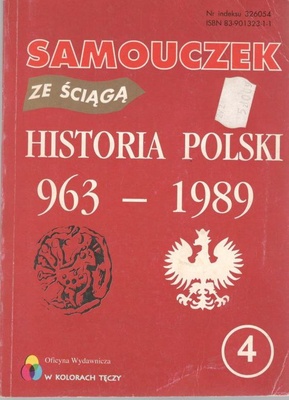 Nr indeksu 326054
ISBN 83-901322-1-1
SAMOUCZEK
ZE ŚCIĄGĄ
HISTORIA POLSKI
963 – 1989
4
Oficyna Wydawnicza
W KOLORACH TĘCZY